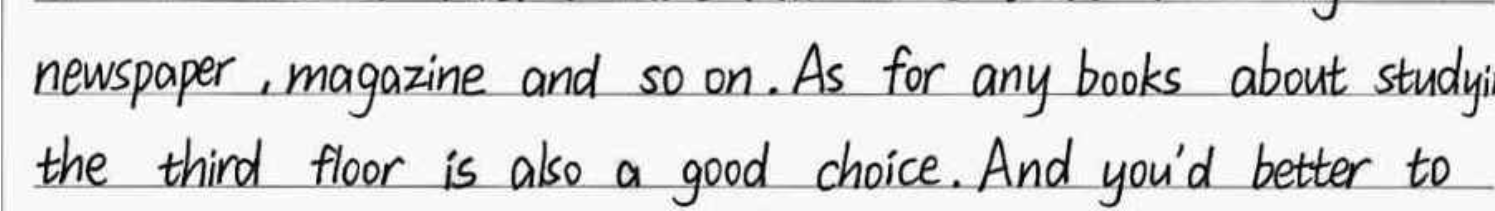 newspaper, magazine and so on. As for any books about
the third floor is also a good choice. And you'd better to